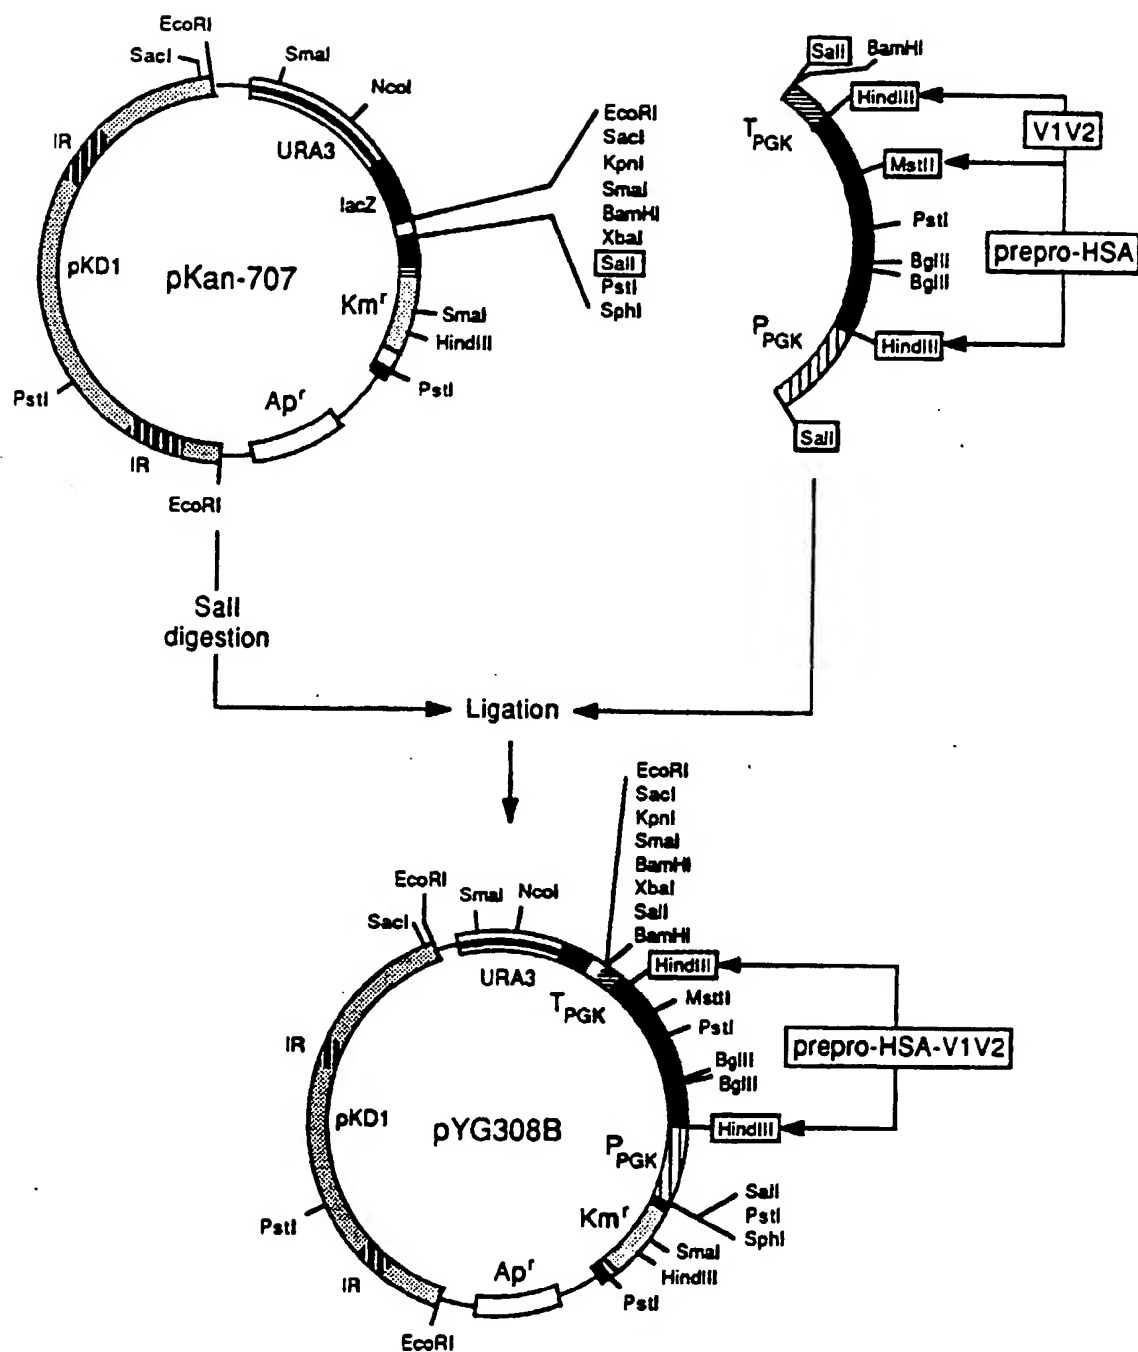 EcoRI
SacI
SmaI
NcoI
IR
URA3
lacZ
pKD1
pKan-707
Km^r
SmaI
HindIII
PstI
PstI
Ap^r
IR
EcoRI
EcoRI
SacI
KpnI
SmaI
BamHI
XbaI
SalI
PstI
SphI
SalI
BamHI
HindIII
T_PGK
V1V2
MstII
PstI
prepro-HSA
BglII
BglII
P_PGK
HindIII
SalI
SalI
digestion
Ligation
EcoRI
SacI
KpnI
SmaI
BamHI
XbaI
SalI
BamHI
EcoRI
SacI
SmaI
NcoI
URA3
T_PGK
HindIII
MstII
PstI
prepro-HSA-V1V2
BglII
BglII
IR
pKD1
pYG308B
HindIII
P_PGK
SalI
PstI
SphI
Km^r
SmaI
HindIII
PstI
PstI
IR
Ap^r
EcoRI